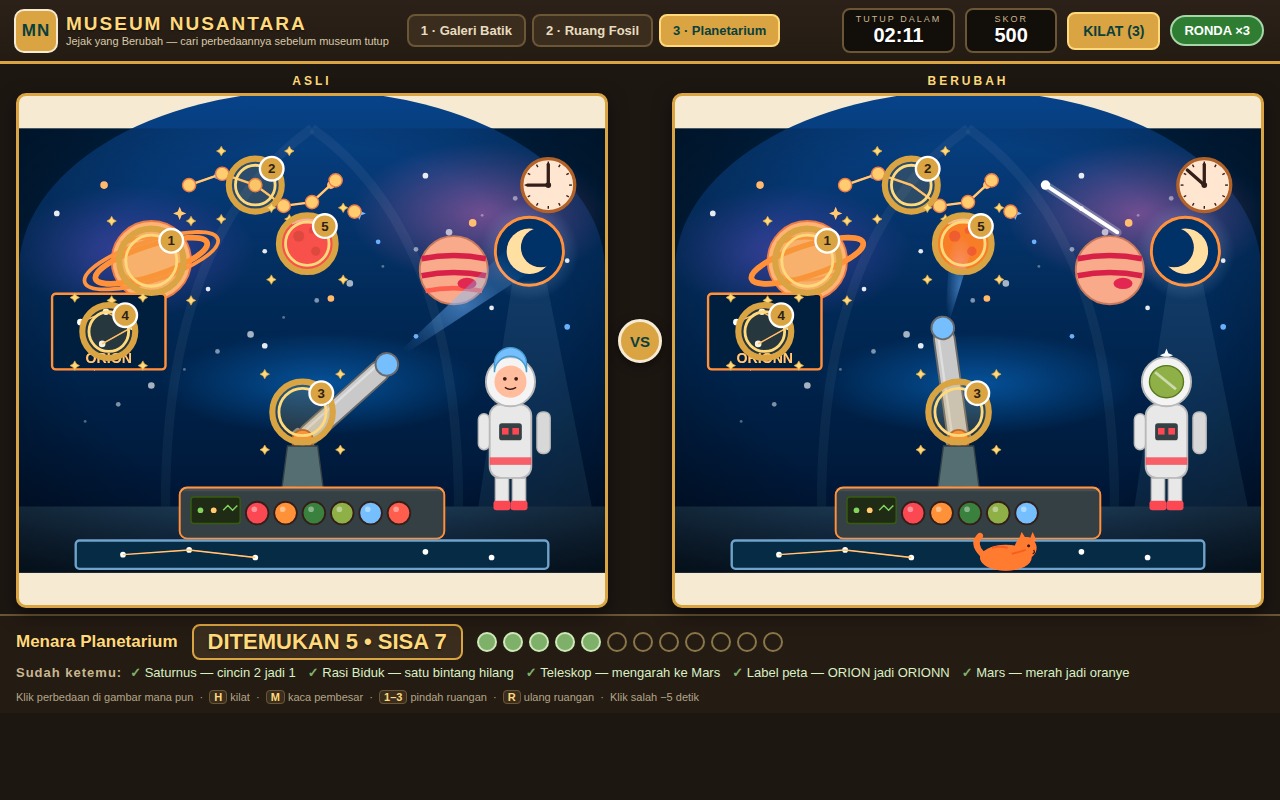 MN
MUSEUM NUSANTARA
Jejak yang Berubah — cari perbedaannya sebelum museum tutup
1 · Galeri Batik
2 · Ruang Fosil
3 · Planetarium
TUTUP DALAM
02:11
SKOR
500
KILAT (3)
RONDA ×3
ASLI
BERUBAH
2
1
5
4
ORION
3
VS
2
1
5
4
ORIONN
3
Menara Planetarium
DITEMUKAN 5 • SISA 7
Sudah ketemu: ✓ Saturnus — cincin 2 jadi 1 ✓ Rasi Biduk — satu bintang hilang ✓ Teleskop — mengarah ke Mars ✓ Label peta — ORION jadi ORIONN ✓ Mars — merah jadi oranye
Klik perbedaan di gambar mana pun · H kilat · M kaca pembesar · 1–3 pindah ruangan · R ulang ruangan · Klik salah −5 detik